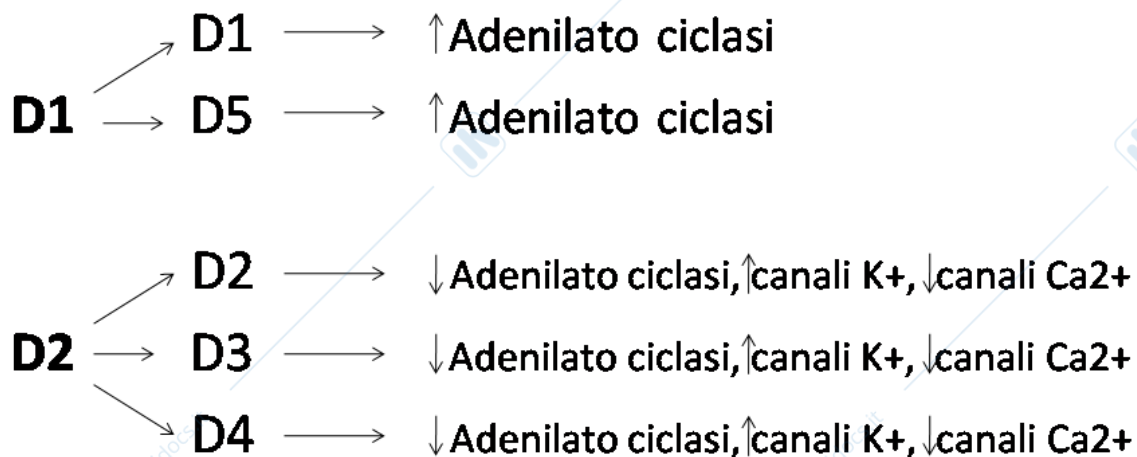 D1 → ↑Adenilato ciclasi
D1 → D5 → ↑Adenilato ciclasi
D2 → ↓Adenilato ciclasi,↑canali K+,↓canali Ca2+
D2 → D3 → ↓Adenilato ciclasi,↑canali K+,↓canali Ca2+
D4 → ↓Adenilato ciclasi,↑canali K+,↓canali Ca2+